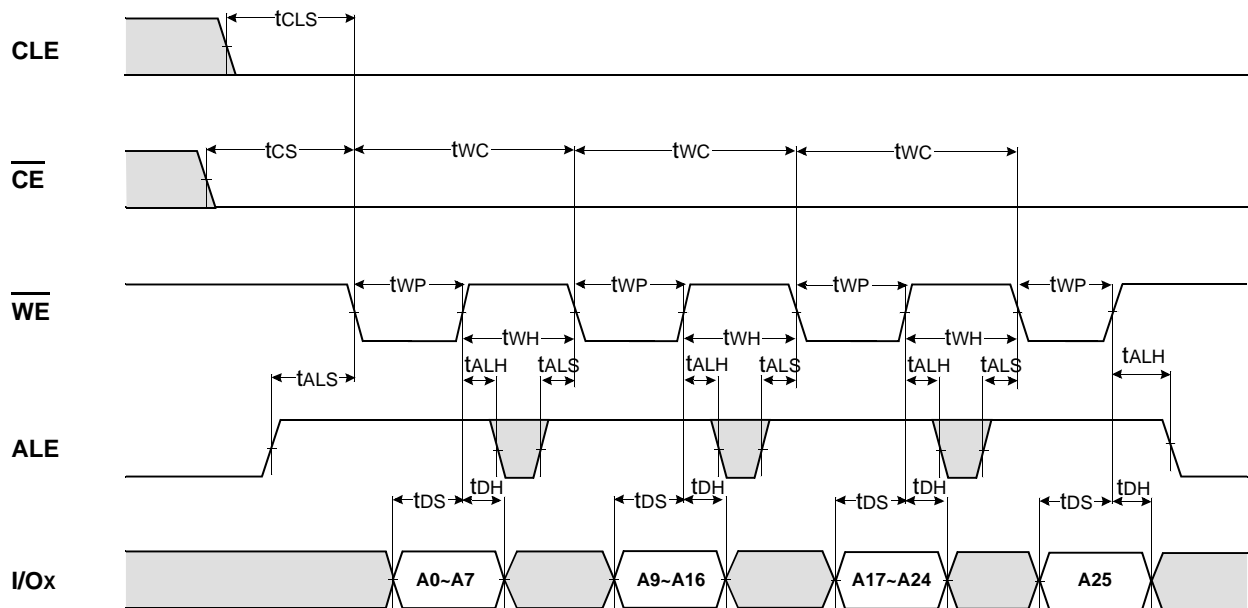 tCLS
CLE
tCS tWC tWC tWC
CE
tWP tWP tWP tWP
WE
tWH tWH tWH
tALH tALS tALH tALS tALH tALS tALH
tALS
ALE
tDS tDH tDS tDH tDS tDH tDS tDH
I/Ox A0~A7 A9~A16 A17~A24 A25